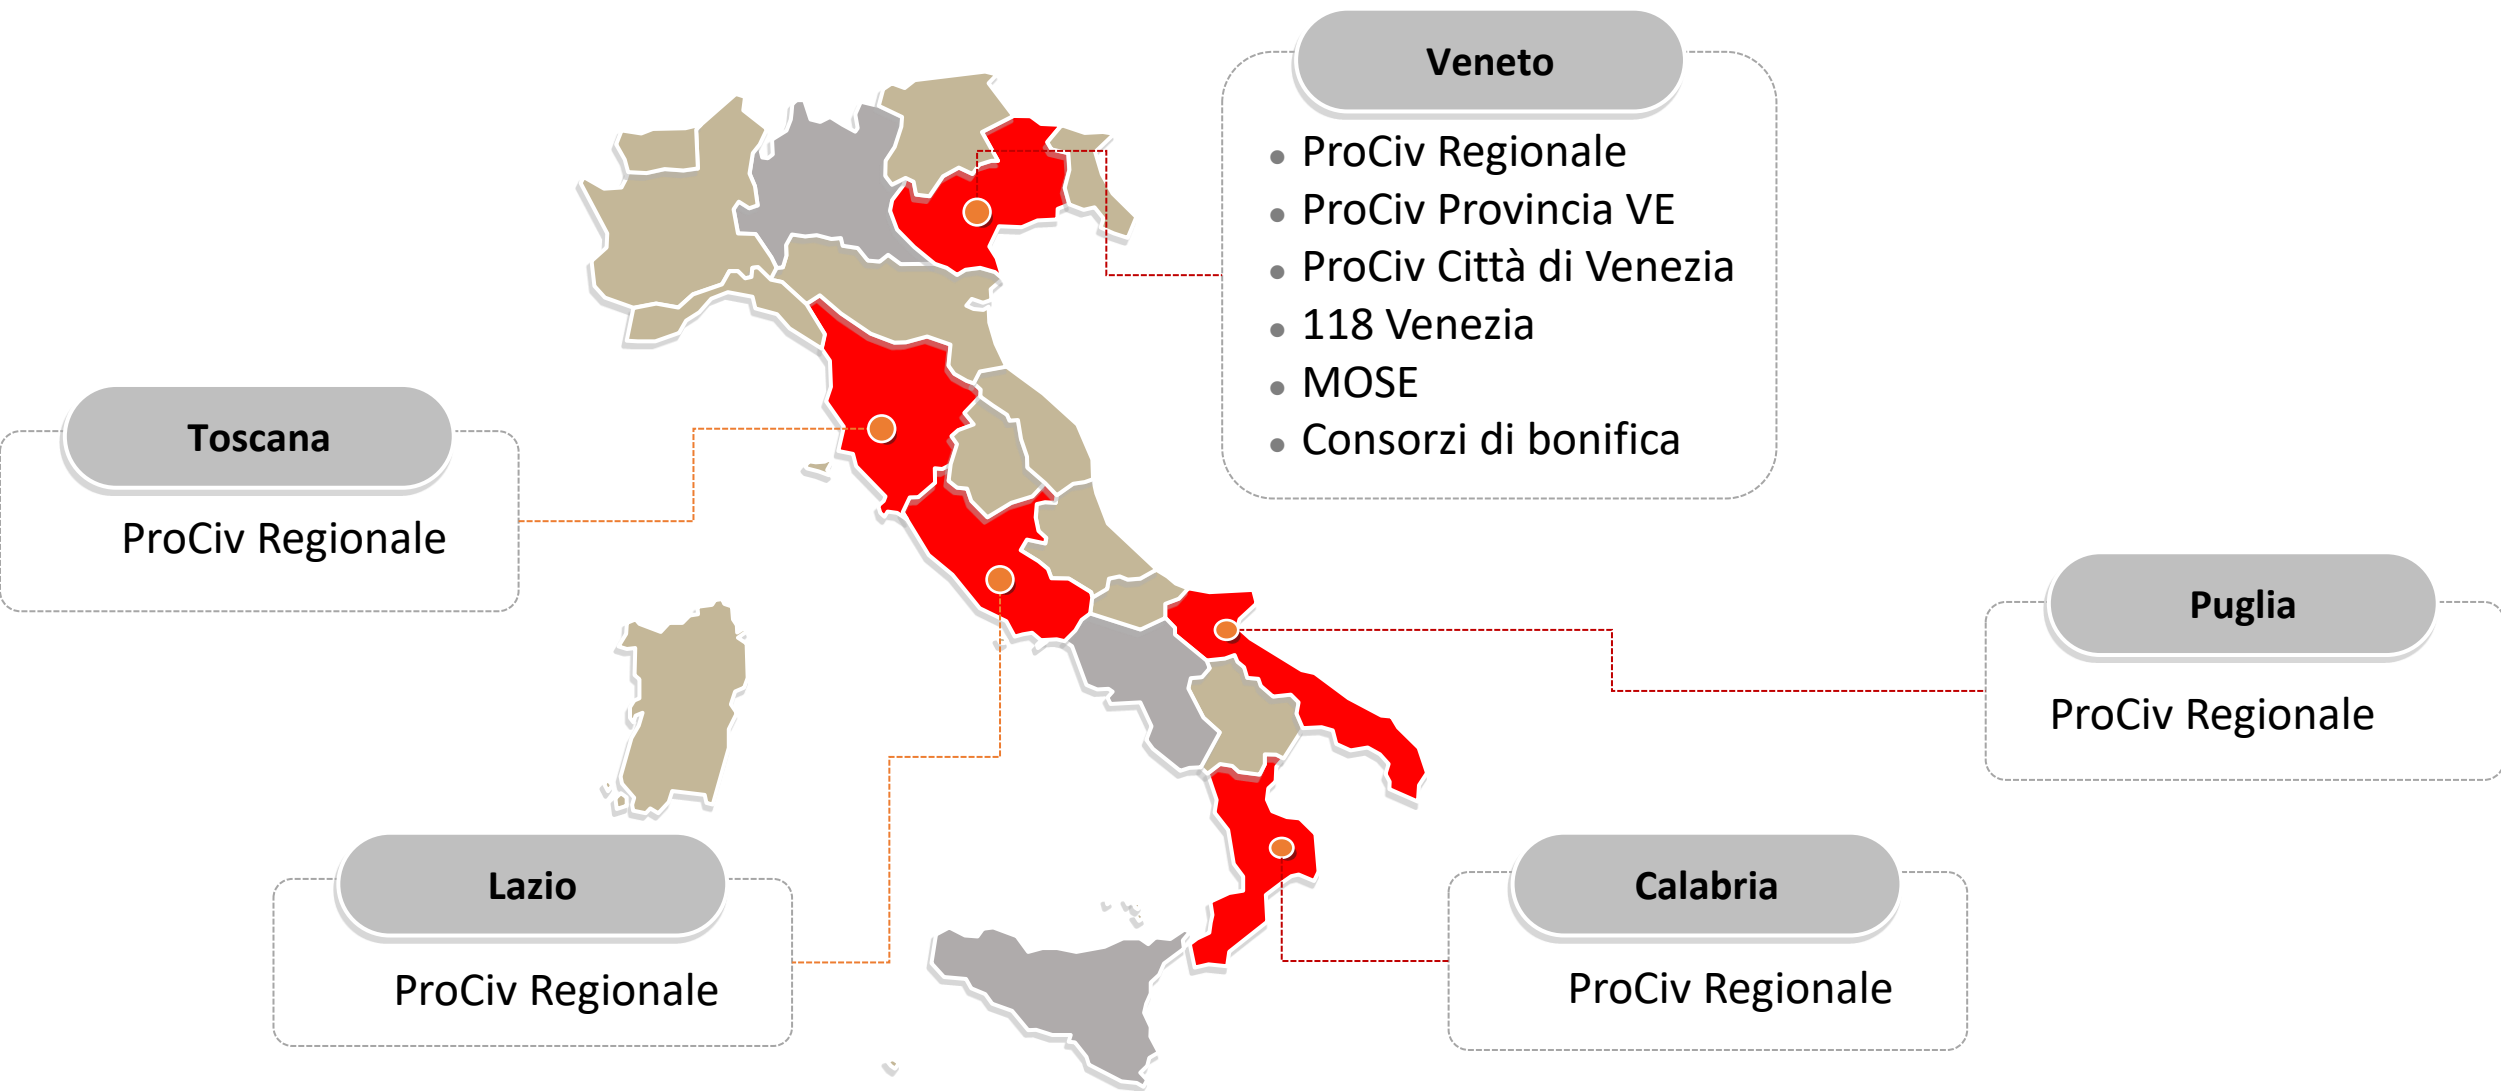 Veneto
ProCiv Regionale
ProCiv Provincia VE
ProCiv Città di Venezia
118 Venezia
MOSE
Consorzi di bonifica
Toscana
ProCiv Regionale
Puglia
ProCiv Regionale
Lazio
ProCiv Regionale
Calabria
ProCiv Regionale